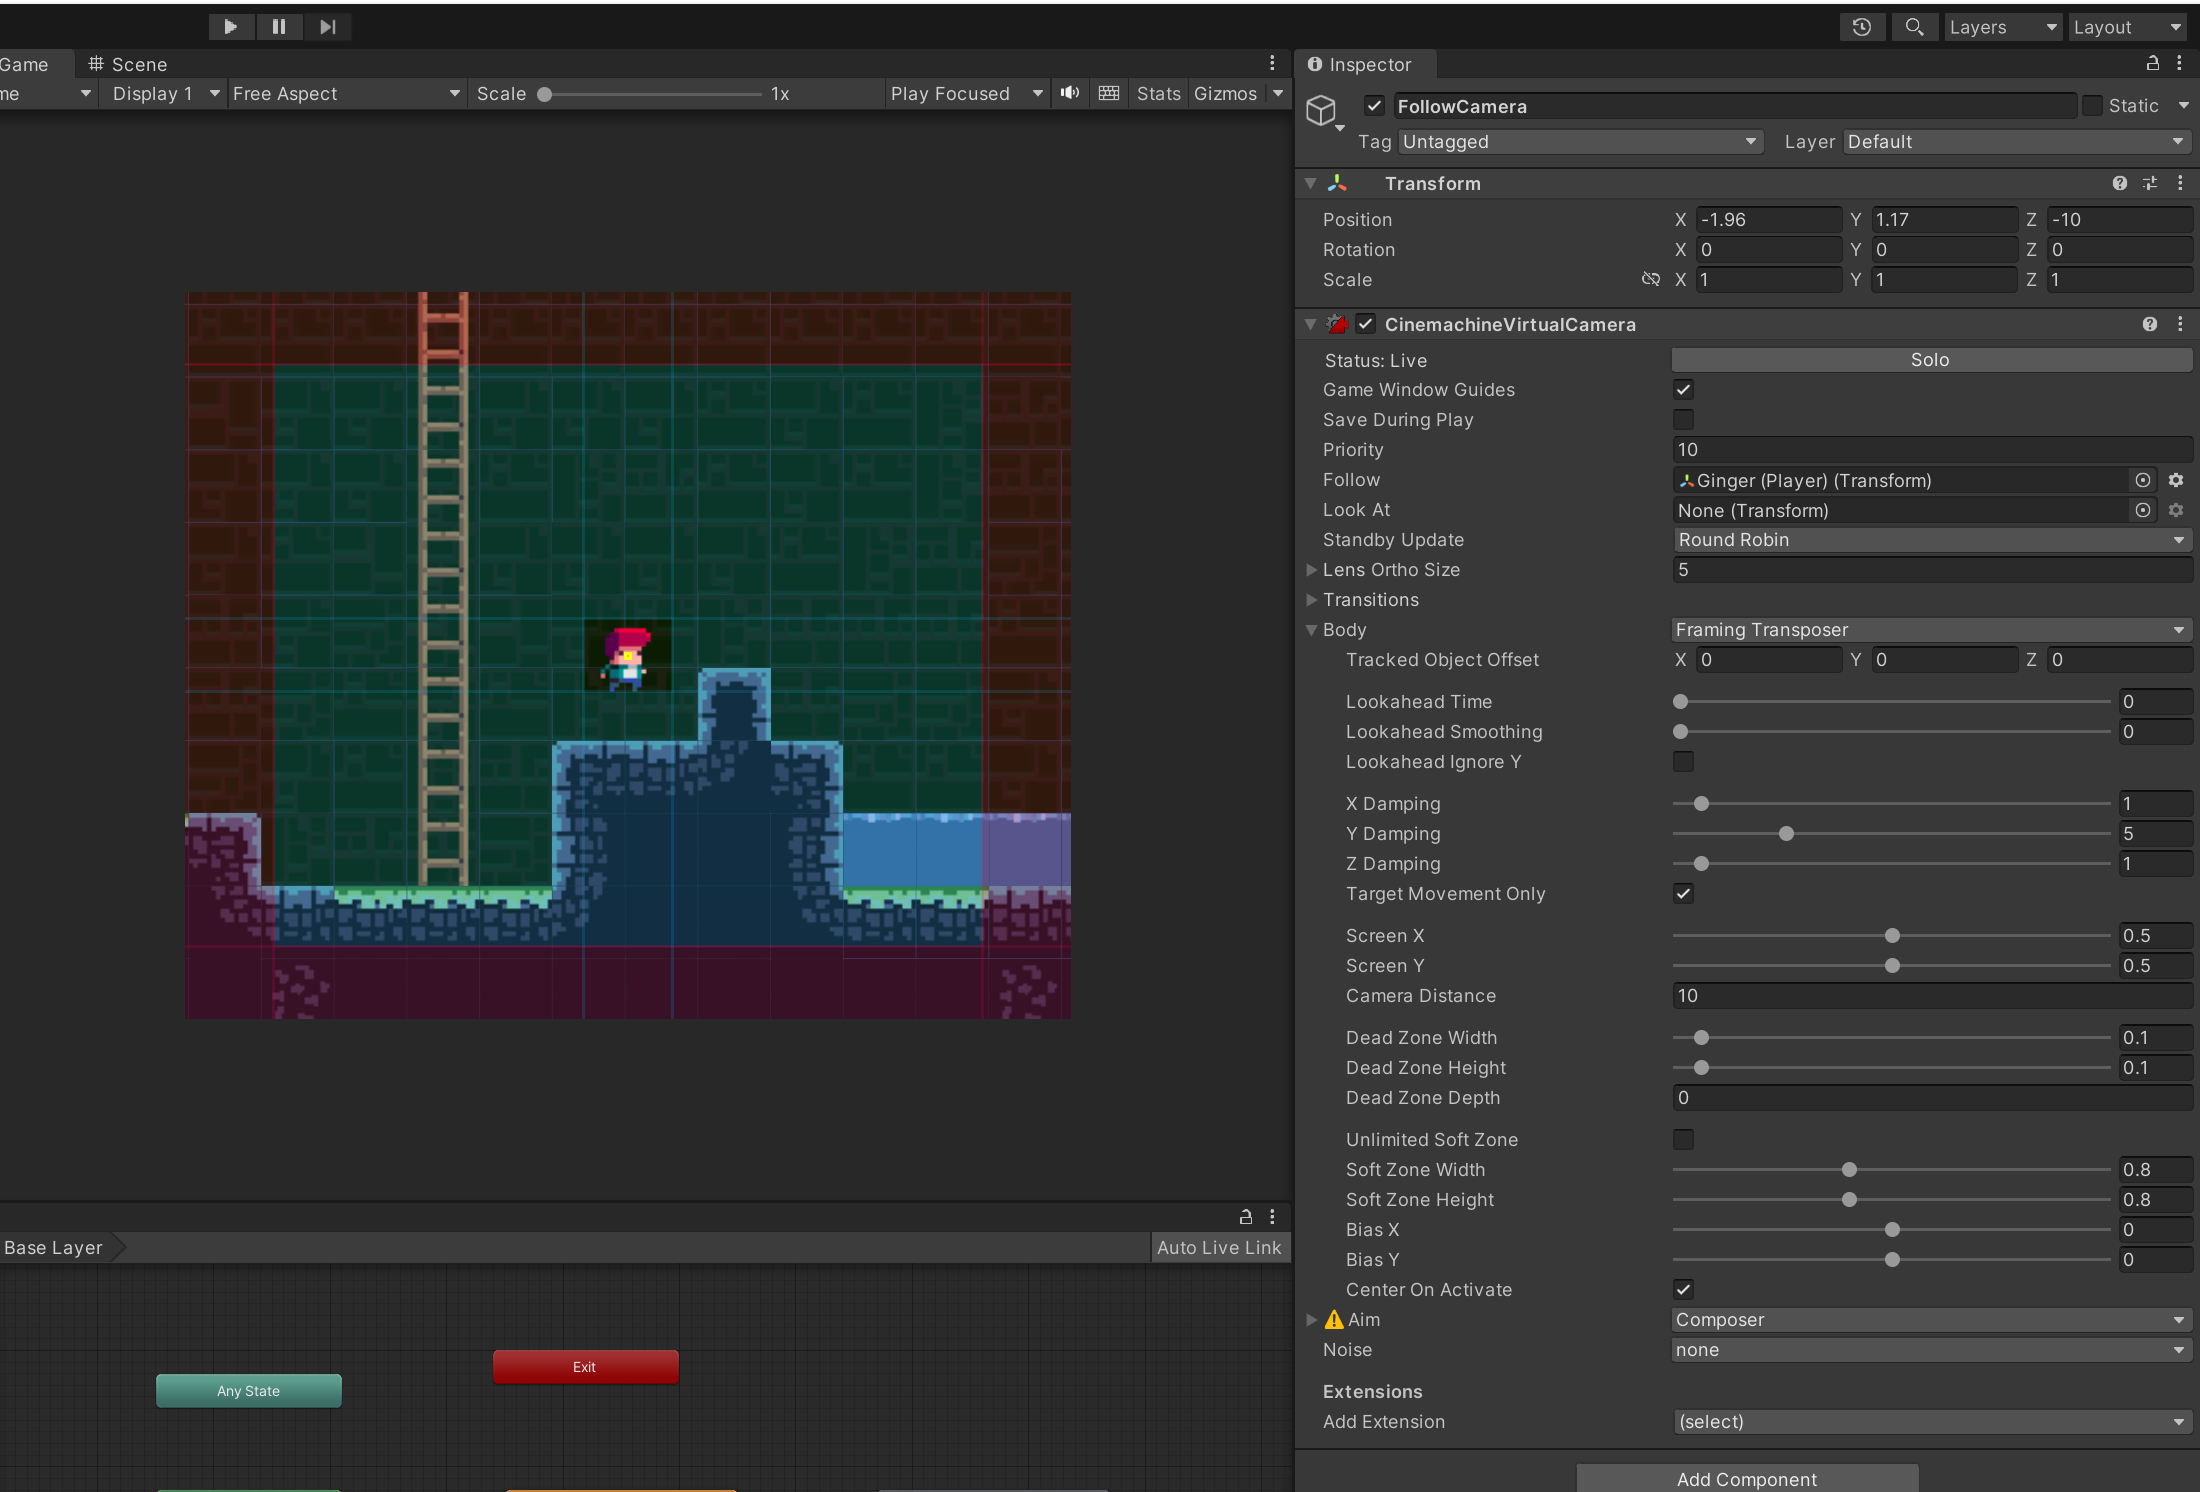 Layers
Layout
Game
Scene
me
Display 1
Free Aspect
Scale
1x
Play Focused
Stats
Gizmos
Inspector
FollowCamera
Static
Tag
Untagged
Layer
Default
Transform
Position
X
-1.96
Y
1.17
Z
-10
Rotation
X
0
Y
0
Z
0
Scale
X
1
Y
1
Z
1
CinemachineVirtualCamera
Status: Live
Solo
Game Window Guides
Save During Play
Priority
10
Follow
Ginger (Player) (Transform)
Look At
None (Transform)
Standby Update
Round Robin
Lens Ortho Size
5
Transitions
Body
Framing Transposer
Tracked Object Offset
X
0
Y
0
Z
0
Lookahead Time
0
Lookahead Smoothing
0
Lookahead Ignore Y
X Damping
1
Y Damping
5
Z Damping
1
Target Movement Only
Screen X
0.5
Screen Y
0.5
Camera Distance
10
Dead Zone Width
0.1
Dead Zone Height
0.1
Dead Zone Depth
0
Unlimited Soft Zone
Soft Zone Width
0.8
Soft Zone Height
0.8
Bias X
0
Bias Y
0
Center On Activate
Aim
Composer
Noise
none
Extensions
Add Extension
(select)
Add Component
Base Layer
Auto Live Link
Exit
Any State